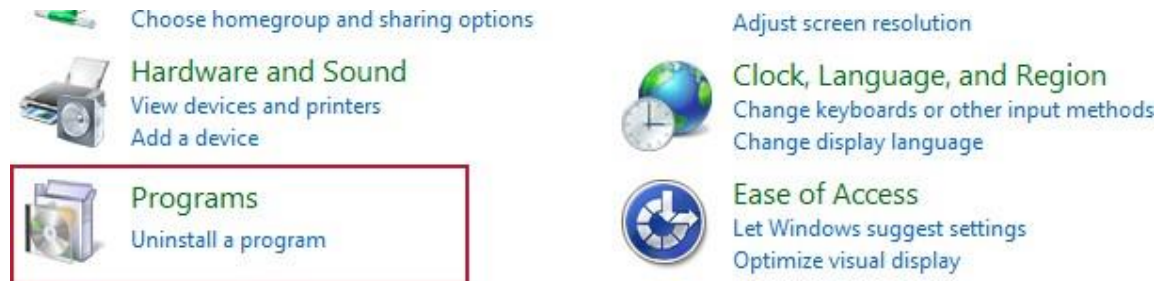 Choose homegroup and sharing options
Hardware and Sound
View devices and printers
Add a device
Programs
Uninstall a program
Adjust screen resolution
Clock, Language, and Region
Change keyboards or other input methods
Change display language
Ease of Access
Let Windows suggest settings
Optimize visual display